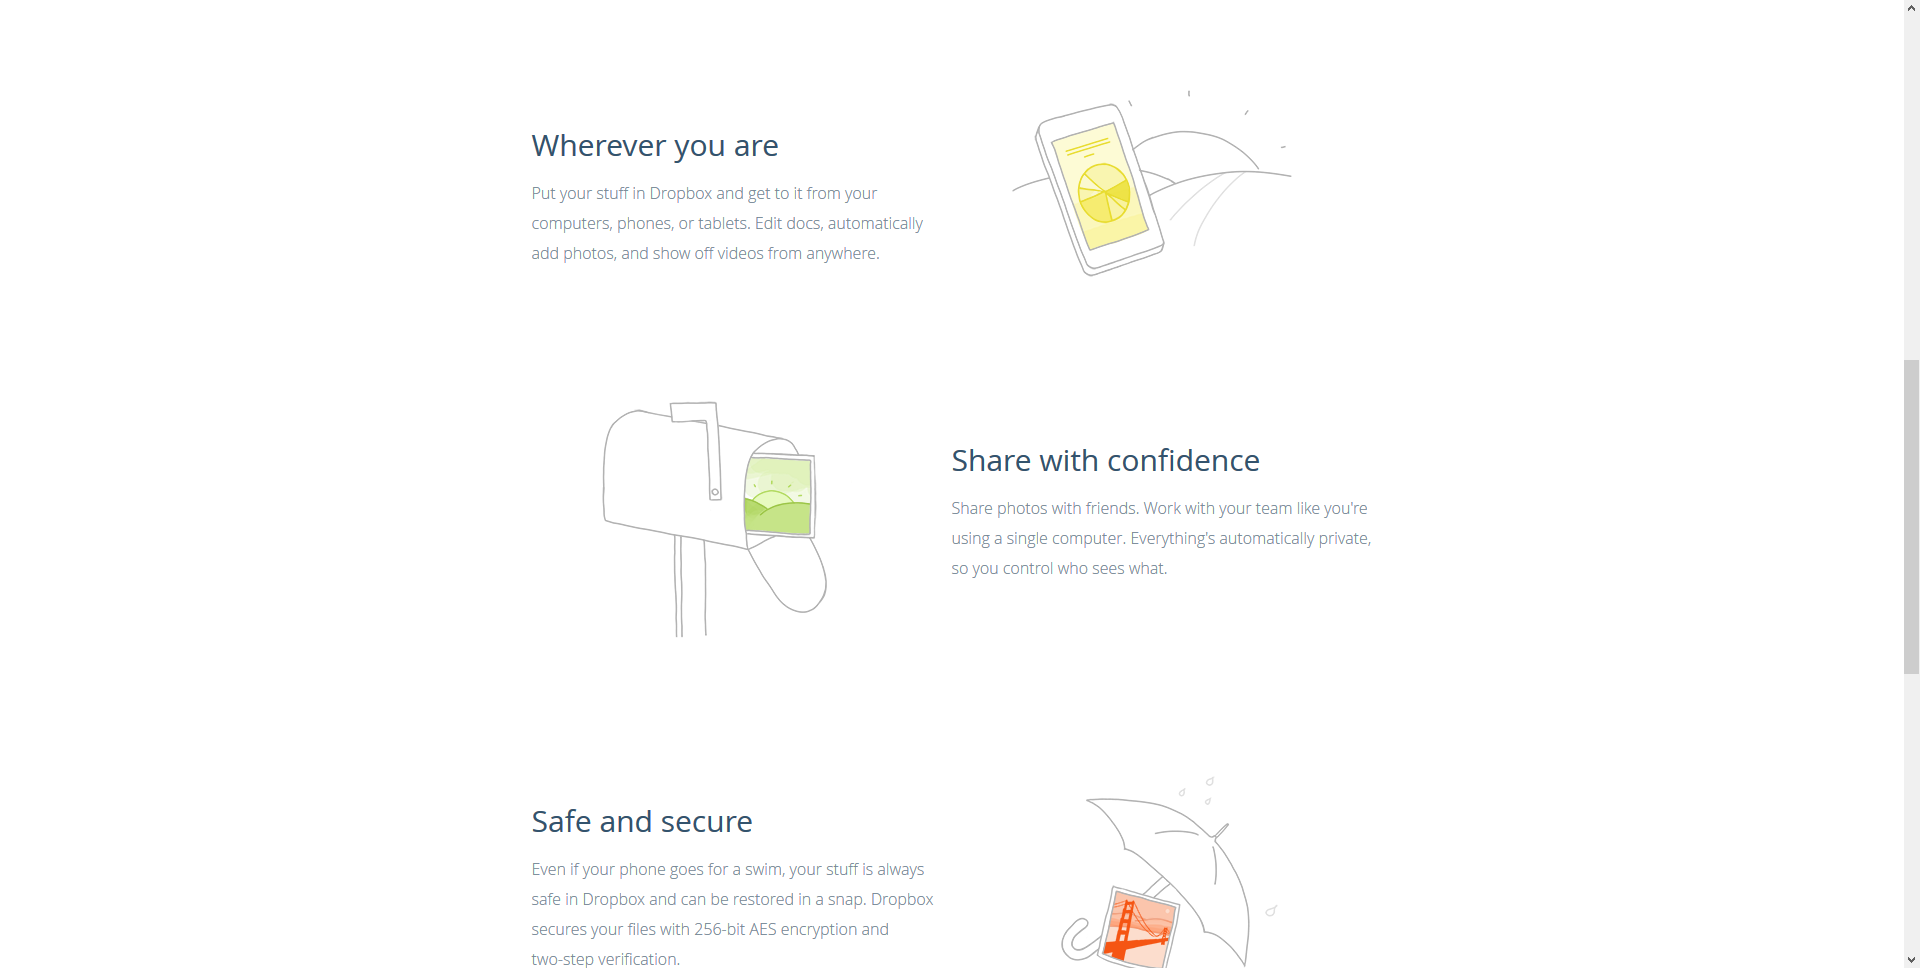 Wherever you are
Put your stuff in Dropbox and get to it from your
computers, phones, or tablets. Edit docs, automatically
add photos, and show off videos from anywhere.
Share with confidence
Share photos with friends. Work with your team like you're
using a single computer. Everything's automatically private,
so you control who sees what.
Safe and secure
Even if your phone goes for a swim, your stuff is always
safe in Dropbox and can be restored in a snap. Dropbox
secures your files with 256-bit AES encryption and
two-step verification.